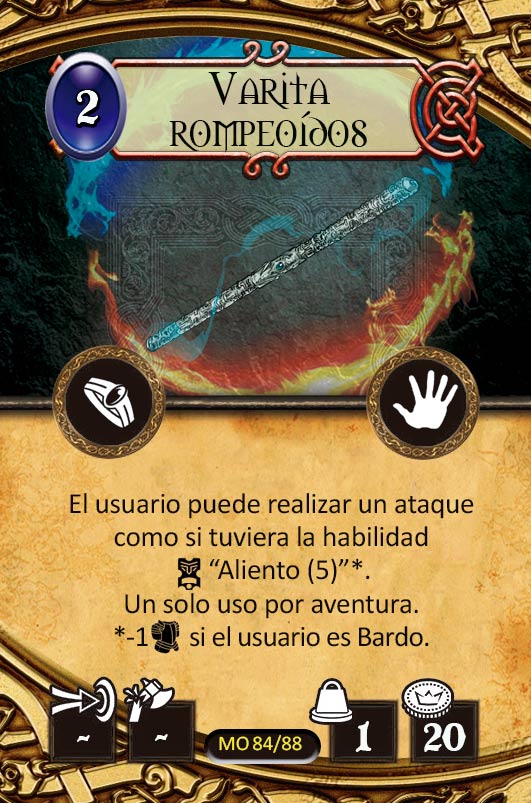 2
Varita
rompeoídos
El usuario puede realizar un ataque
como si tuviera la habilidad
“Aliento (5)”*.
Un solo uso por aventura.
*-1 si el usuario es Bardo.
~ ~ MO 84/88 1 20